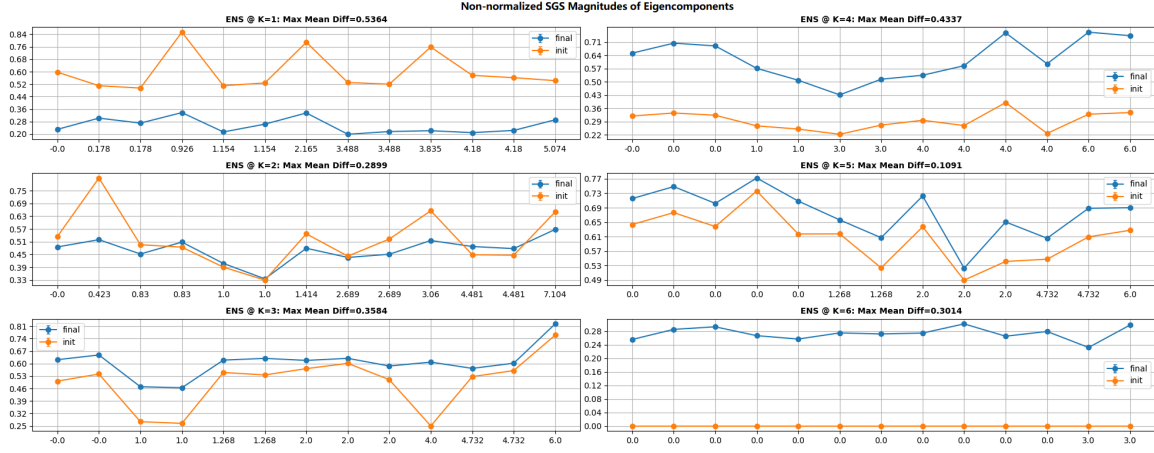 Non-normalized SGS Magnitudes of Eigencomponents
ENS @ K=1: Max Mean Diff=0.5364
0.84
0.76
0.68
0.60
0.52
0.44
0.36
0.28
0.20
final
init
-0.0 0.178 0.178 0.926 1.154 1.154 2.165 3.488 3.488 3.835 4.18 4.18 5.074
ENS @ K=4: Max Mean Diff=0.4337
0.71
0.64
0.57
0.50
0.43
0.36
0.29
0.22
final
init
-0.0 0.0 0.0 1.0 1.0 3.0 3.0 4.0 4.0 4.0 4.0 6.0 6.0
ENS @ K=2: Max Mean Diff=0.2899
0.75
0.69
0.63
0.57
0.51
0.45
0.39
0.33
final
init
-0.0 0.423 0.83 0.83 1.0 1.0 1.414 2.689 2.689 3.06 4.481 4.481 7.104
ENS @ K=5: Max Mean Diff=0.1091
0.77
0.73
0.69
0.65
0.61
0.57
0.53
0.49
final
init
0.0 0.0 0.0 0.0 0.0 1.268 1.268 2.0 2.0 2.0 4.732 4.732 6.0
ENS @ K=3: Max Mean Diff=0.3584
0.81
0.74
0.67
0.60
0.53
0.46
0.39
0.32
0.25
final
init
-0.0 -0.0 1.0 1.0 1.268 1.268 2.0 2.0 2.0 4.0 4.732 4.732 6.0
ENS @ K=6: Max Mean Diff=0.3014
0.28
0.24
0.20
0.16
0.12
0.08
0.04
0.00
final
init
0.0 0.0 0.0 0.0 0.0 0.0 0.0 0.0 0.0 0.0 0.0 3.0 3.0